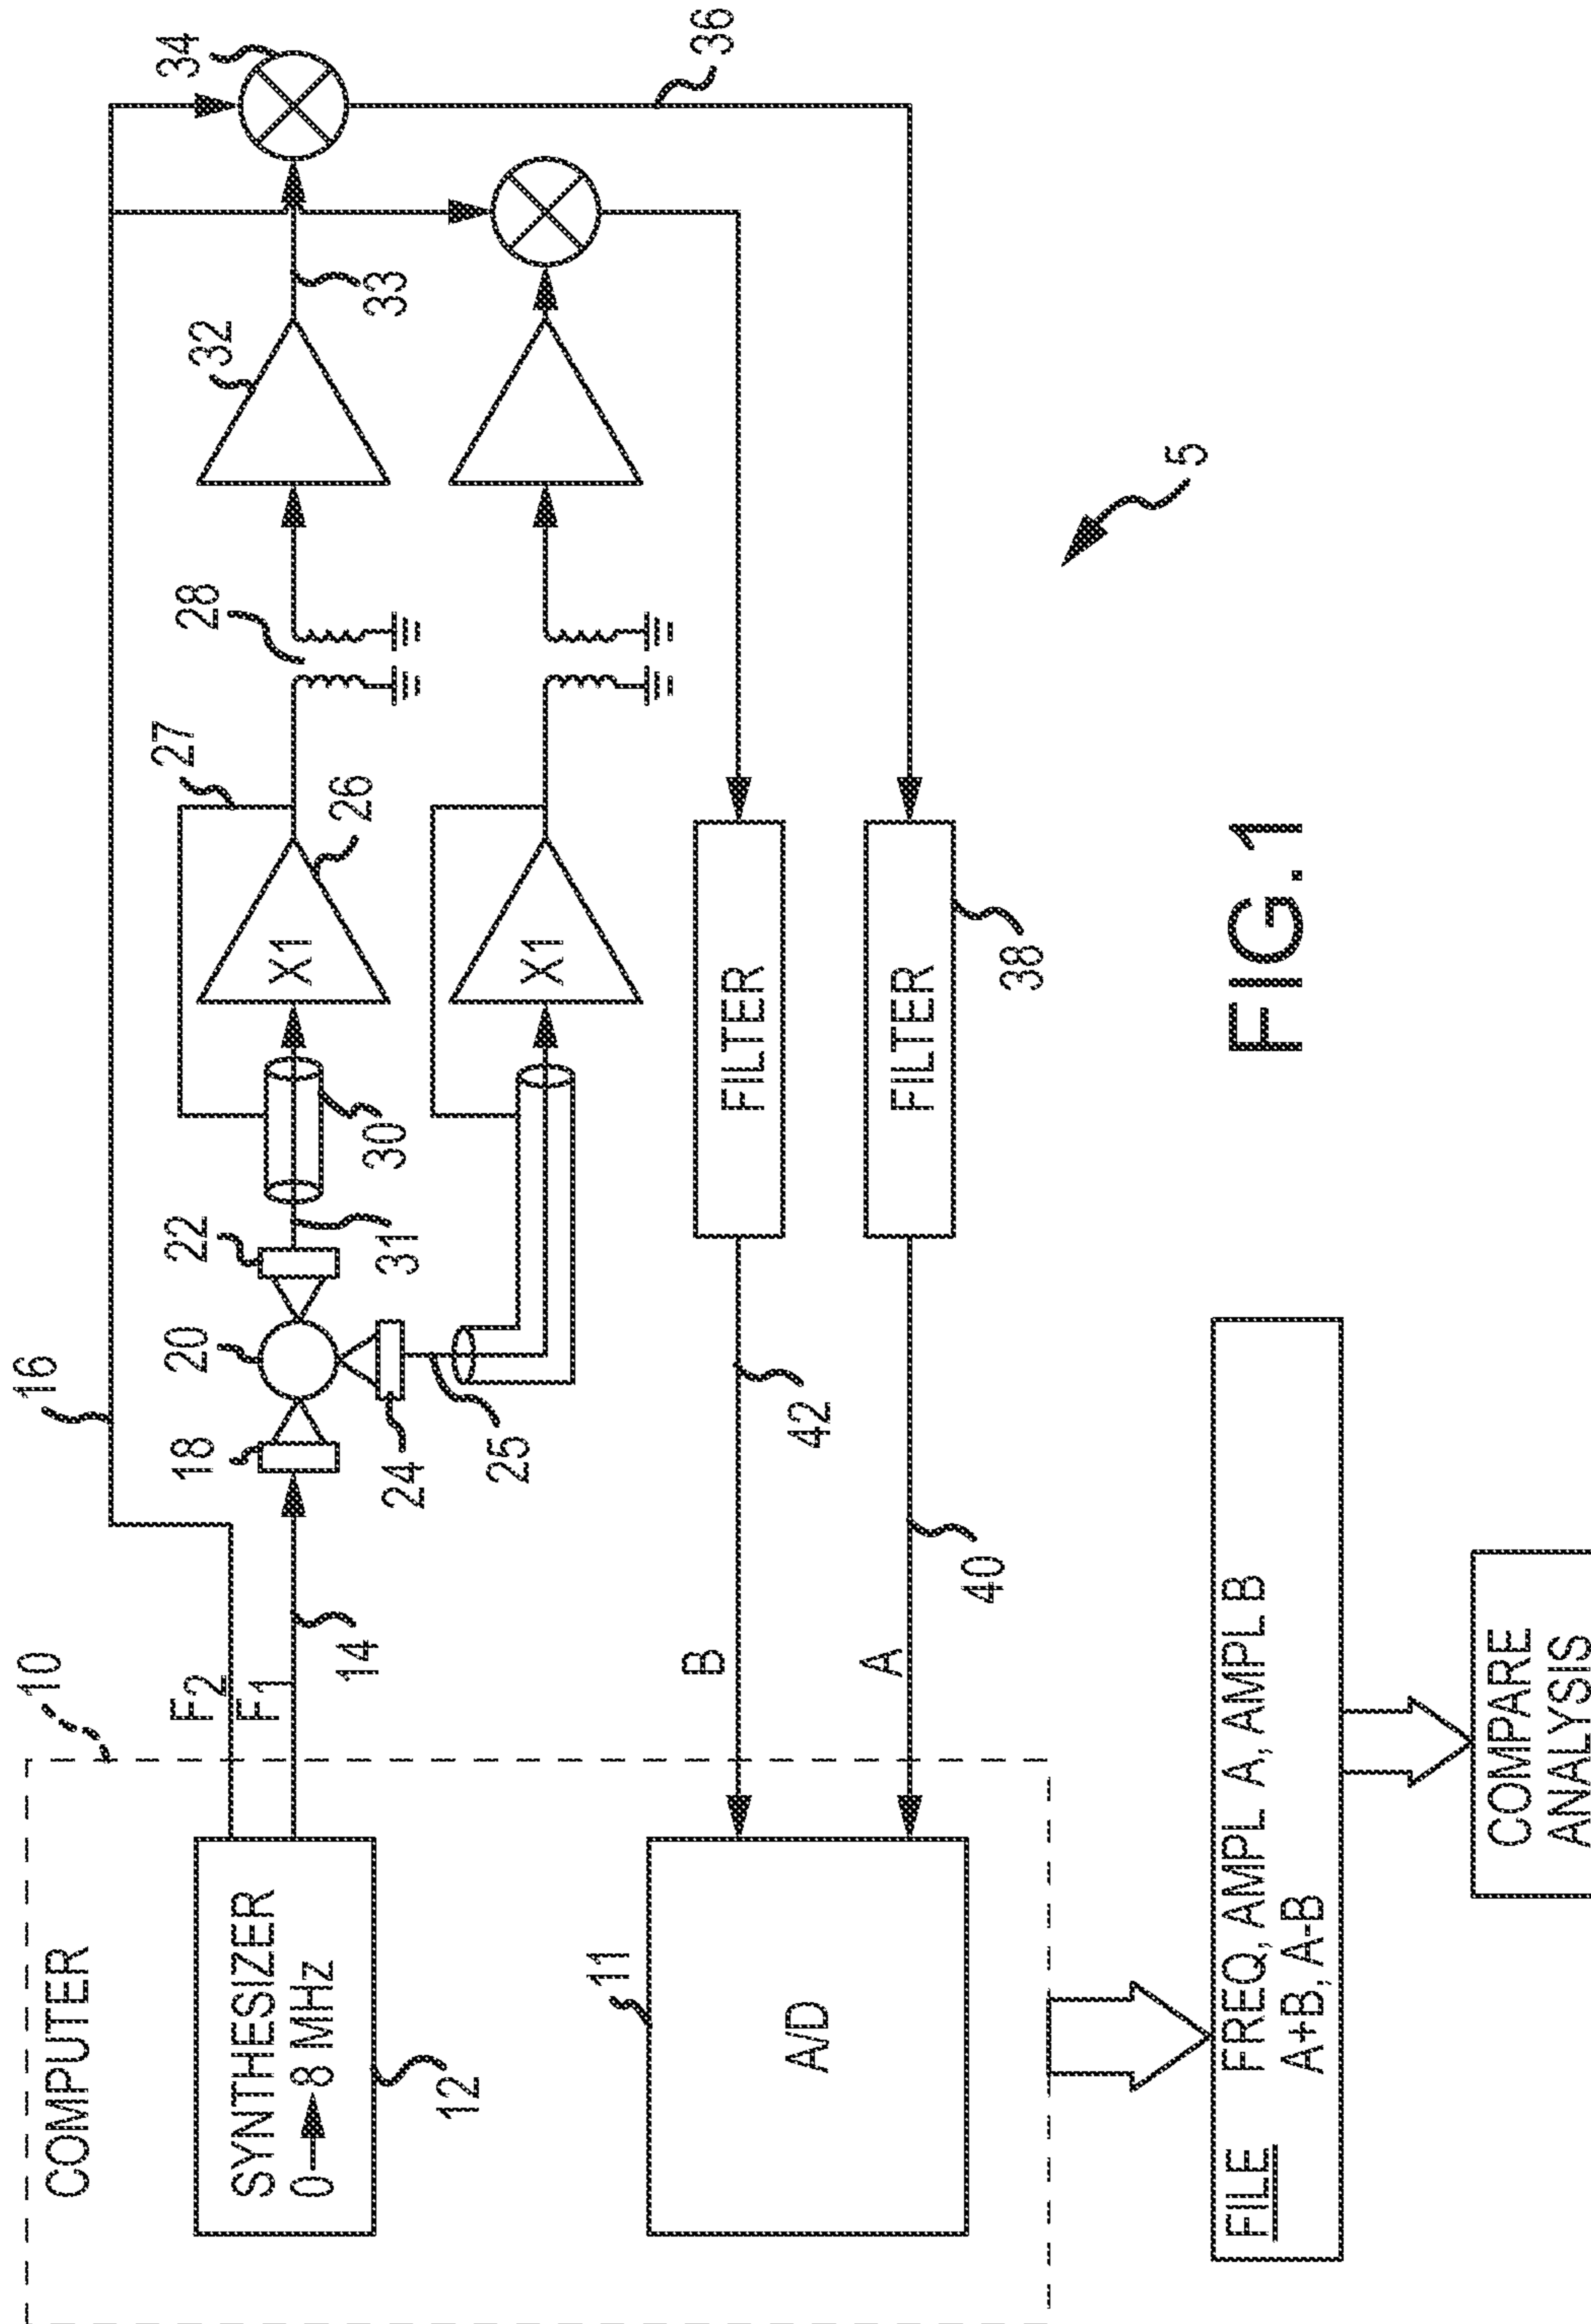 COMPUTER
10
SYNTHESIZER
0→8 MHz
12
11
A/D
F2
F1
14
16
18
20
22
24
25
31
30
27
X1
26
X1
28
32
33
34
36
B
42
A
40
FILTER
FILTER
38
5
FILE FREQ, AMPL A, AMPL B
A+B, A-B
COMPARE
ANALYSIS
FIG.1